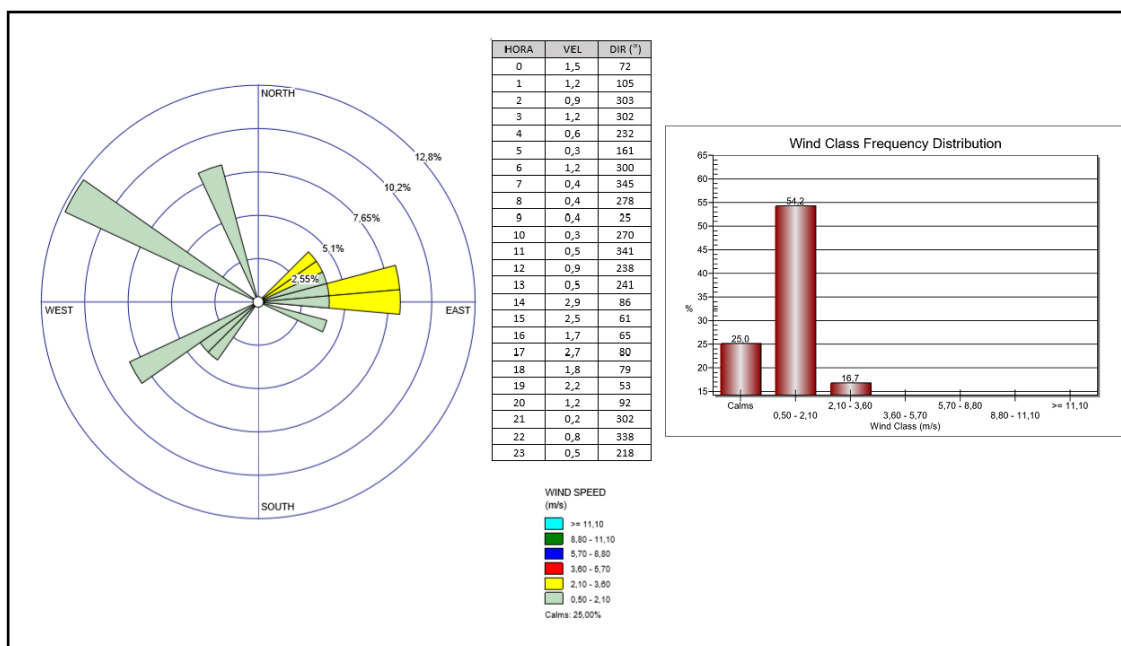 NORTH
12,8%
10,2%
7,65%
5,1%
2,55%
WEST
EAST
SOUTH
HORA VEL DIR (°)
0 1,5 72
1 1,2 105
2 0,9 303
3 1,2 302
4 0,6 232
5 0,3 161
6 1,2 300
7 0,4 345
8 0,4 278
9 0,4 25
10 0,3 270
11 0,5 341
12 0,9 238
13 0,5 241
14 2,9 86
15 2,5 61
16 1,7 65
17 2,7 80
18 1,8 79
19 2,2 53
20 1,2 92
21 0,2 302
22 0,8 338
23 0,5 218
WIND SPEED
(m/s)
>= 11,10
8,80 - 11,10
5,70 - 8,80
3,60 - 5,70
2,10 - 3,60
0,50 - 2,10
Calms: 25,00%
Wind Class Frequency Distribution
65
60
55
50
45
40
35
30
25
20
15
%
25,0
54,2
16,7
Calms
0,50 - 2,10
2,10 - 3,60
3,60 - 5,70
5,70 - 8,80
8,80 - 11,10
>= 11,10
Wind Class (m/s)